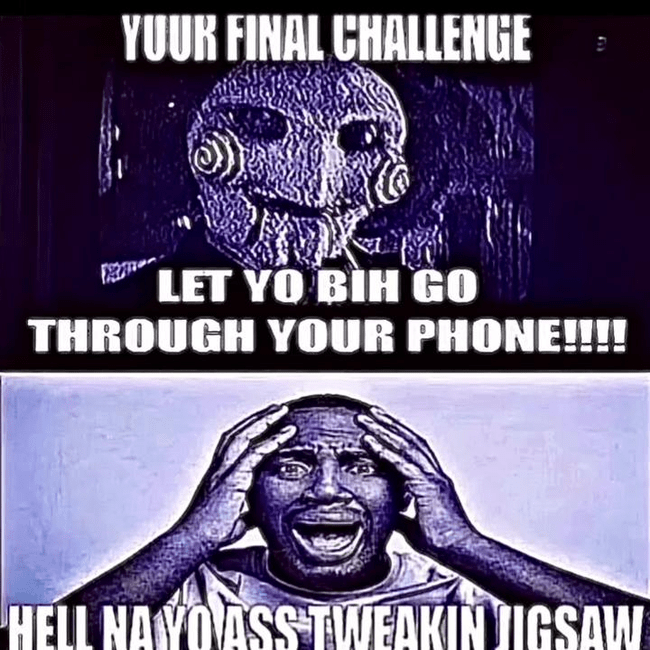 YOUR FINAL CHALLENGE
LET YO BIH GO
THROUGH YOUR PHONE!!!!
HELL NA YO ASS TWEAKIN JIGSAW